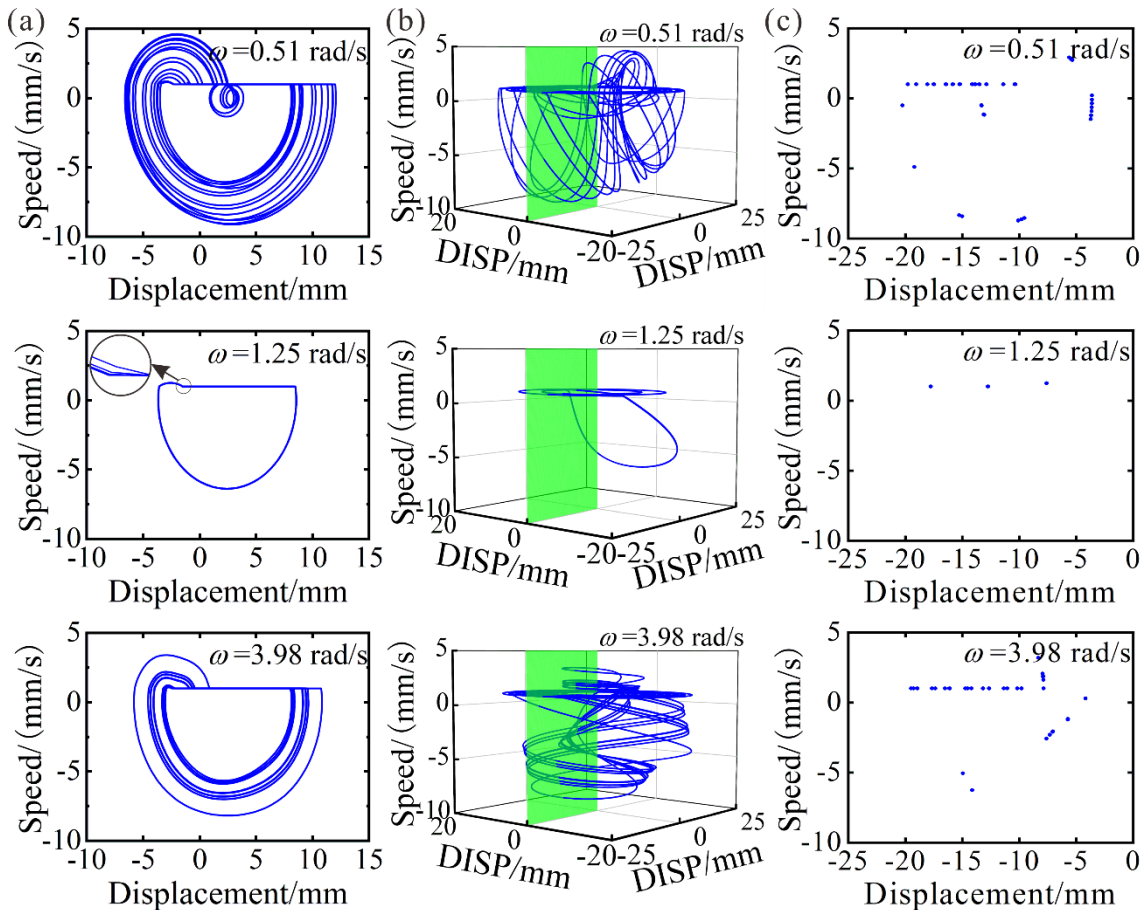 (a)
5
0
-5
-10
Speed/(mm/s)
ω=0.51 rad/s
-10 -5 0 5 10 15
Displacement/mm
(b)
5
0
-5
-10
Speed/(mm/s)
ω=0.51 rad/s
20 0 -20
DISP/mm
-25 0 25
DISP/mm
(c)
5
0
-5
-10
Speed/(mm/s)
ω=0.51 rad/s
-25 -20 -15 -10 -5 0
Displacement/mm
5
0
-5
-10
Speed/(mm/s)
ω=1.25 rad/s
-10 -5 0 5 10 15
Displacement/mm
5
0
-5
-10
Speed/(mm/s)
ω=1.25 rad/s
20 0 -20
DISP/mm
-25 0 25
DISP/mm
5
0
-5
-10
Speed/(mm/s)
ω=1.25 rad/s
-25 -20 -15 -10 -5 0
Displacement/mm
5
0
-5
-10
Speed/(mm/s)
ω=3.98 rad/s
-10 -5 0 5 10 15
Displacement/mm
5
0
-5
-10
Speed/(mm/s)
ω=3.98 rad/s
20 0 -20
DISP/mm
-25 0 25
DISP/mm
5
0
-5
-10
Speed/(mm/s)
ω=3.98 rad/s
-25 -20 -15 -10 -5 0
Displacement/mm